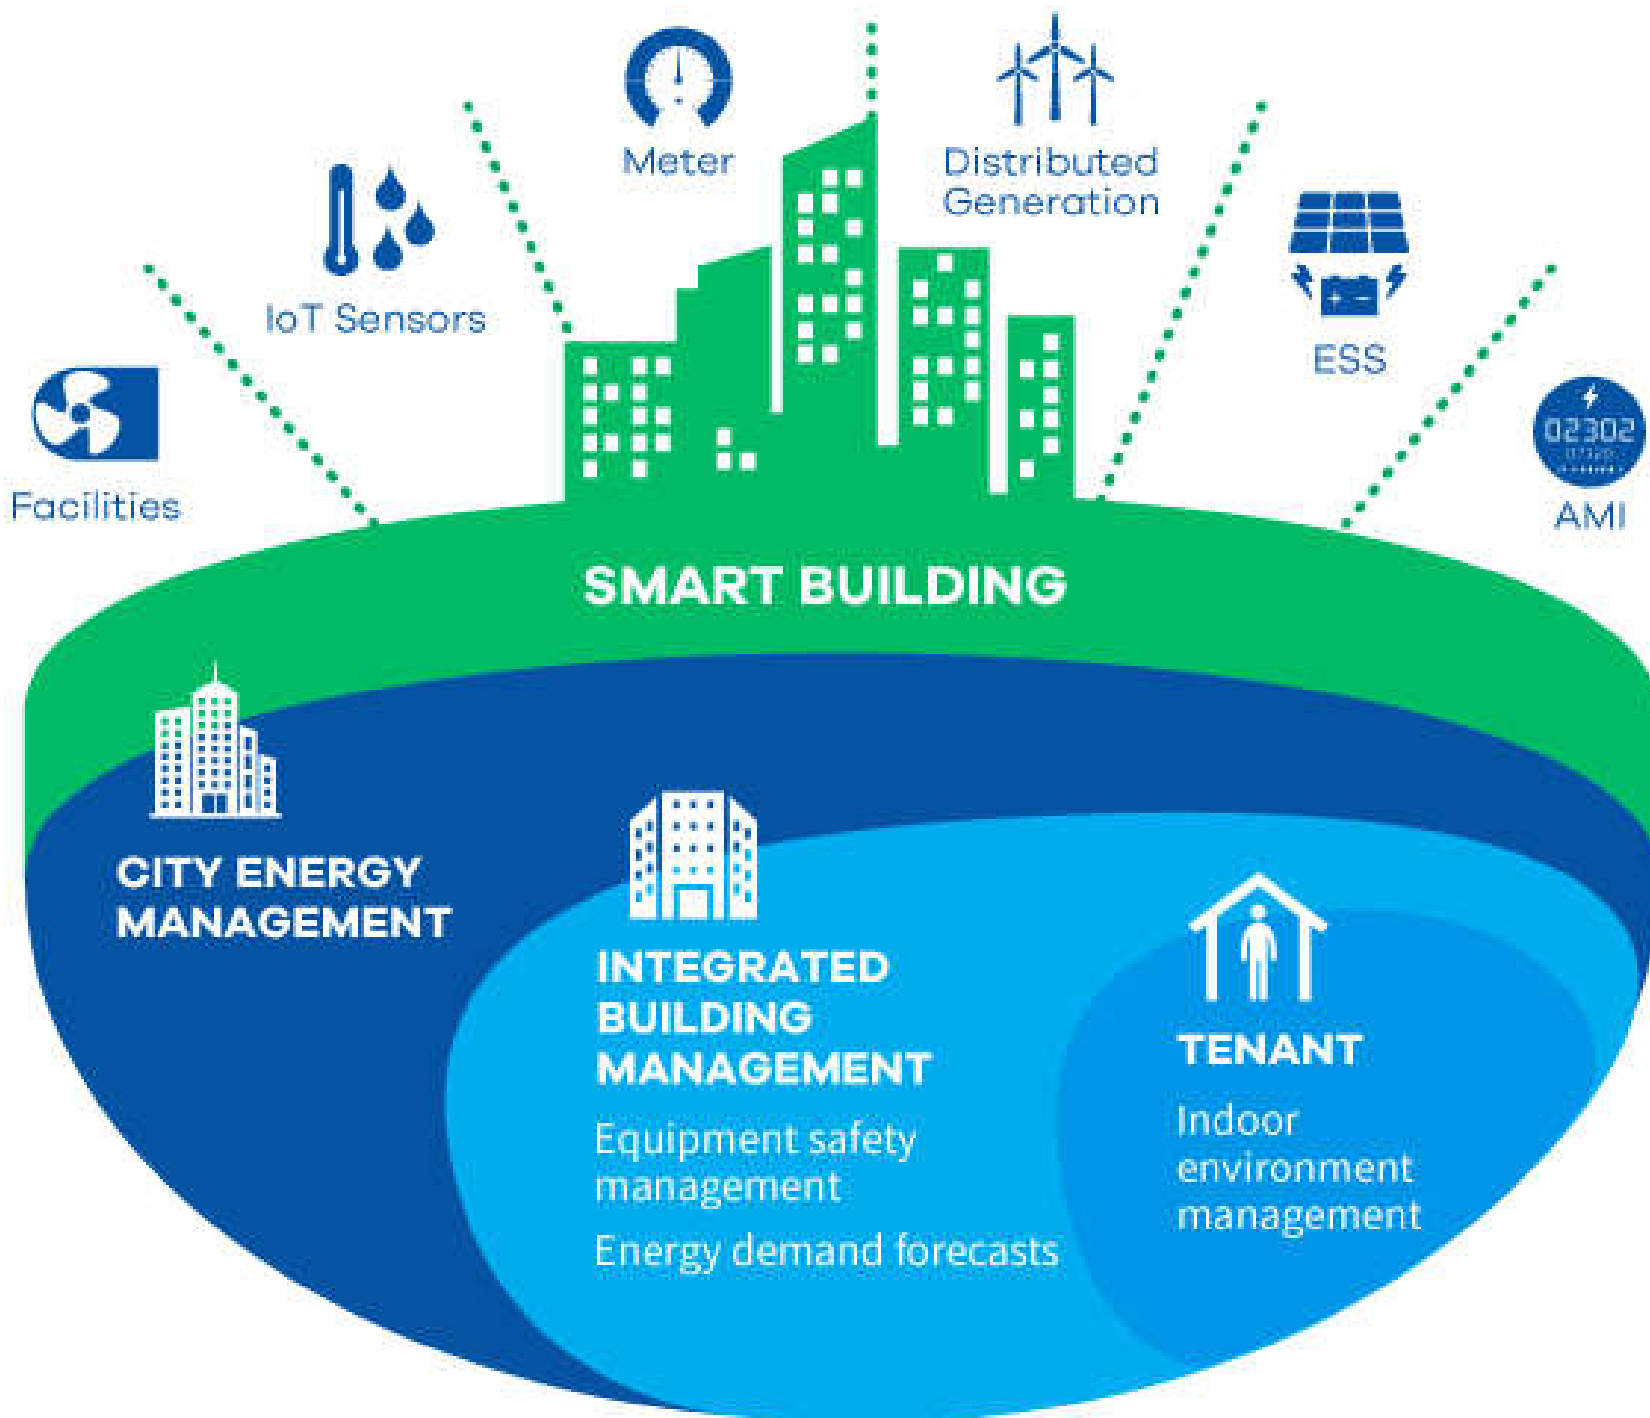 Meter
Distributed
Generation
IoT Sensors
ESS
Facilities
02302
AMI
SMART BUILDING
CITY ENERGY
MANAGEMENT
INTEGRATED
BUILDING
MANAGEMENT
Equipment safety
management
Energy demand forecasts
TENANT
Indoor
environment
management